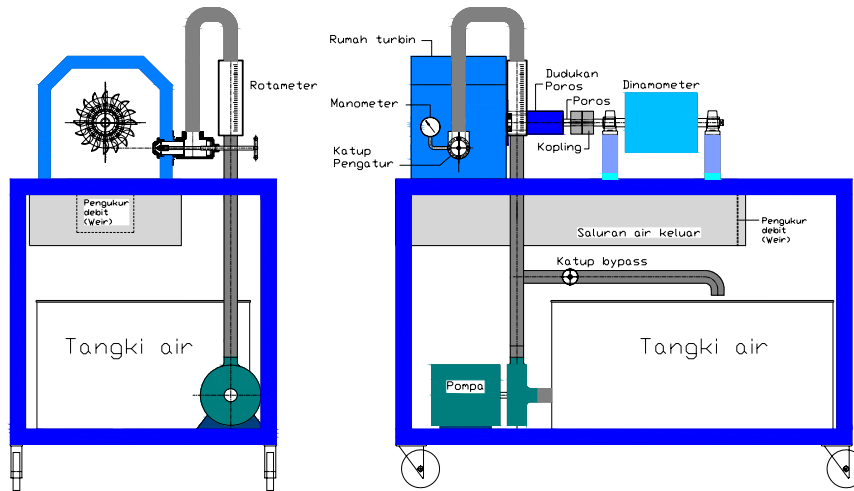 Rotameter
Pengukur
debit
(Weir)
Tangki air
Rumah turbin
Manometer
Katup
Pengatur
Dudukan
Poros
Poros
Kopling
Dinamometer
Saluran air keluar
Pengukur
debit
(Weir)
Katup bypass
Tangki air
Pompa